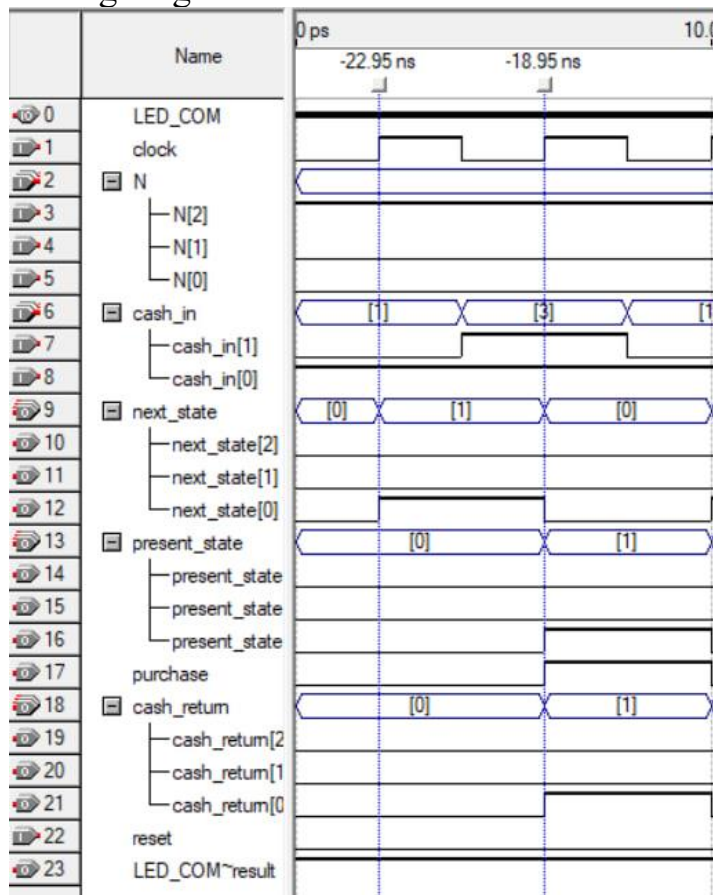 0 ps 10.0
Name
-22.95 ns -18.95 ns
0 LED_COM
1 clock
2 N
3 N[2]
4 N[1]
5 N[0]
6 cash_in [1] [3] [1
7 cash_in[1]
8 cash_in[0]
9 next_state [0] [1] [0]
10 next_state[2]
11 next_state[1]
12 next_state[0]
13 present_state [0] [1]
14 present_state
15 present_state
16 present_state
17 purchase
18 cash_return [0] [1]
19 cash_return[2
20 cash_return[1
21 cash_return[0
22 reset
23 LED_COM~result